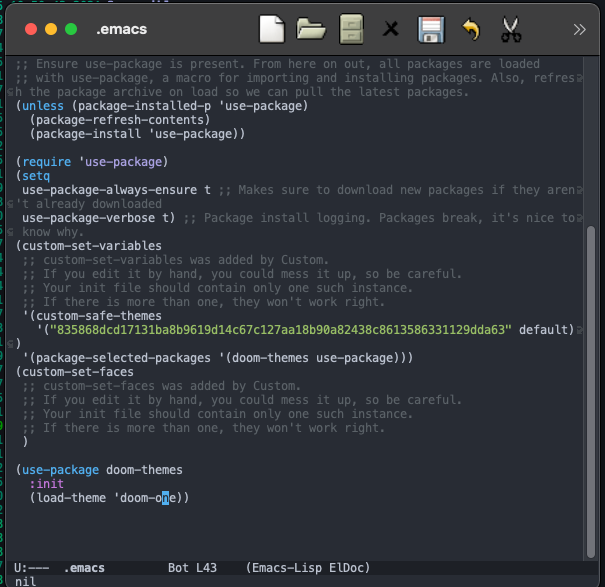 .emacs
;; Ensure use-package is present. From here on out, all packages are loaded
;; with use-package, a macro for importing and installing packages. Also, refres
h the package archive on load so we can pull the latest packages.
(unless (package-installed-p 'use-package)
(package-refresh-contents)
(package-install 'use-package))
(require 'use-package)
(setq
use-package-always-ensure t ;; Makes sure to download new packages if they aren
't already downloaded
use-package-verbose t) ;; Package install logging. Packages break, it's nice to
know why.
(custom-set-variables
;; custom-set-variables was added by Custom.
;; If you edit it by hand, you could mess it up, so be careful.
;; Your init file should contain only one such instance.
;; If there is more than one, they won't work right.
'(custom-safe-themes
'("835868dcd17131ba8b9619d14c67c127aa18b90a82438c8613586331129dda63" default)
)
'(package-selected-packages '(doom-themes use-package)))
(custom-set-faces
;; custom-set-faces was added by Custom.
;; If you edit it by hand, you could mess it up, so be careful.
;; Your init file should contain only one such instance.
;; If there is more than one, they won't work right.
)
(use-package doom-themes
:init
(load-theme 'doom-one))
U:--- .emacs Bot L43 (Emacs-Lisp ElDoc)
nil